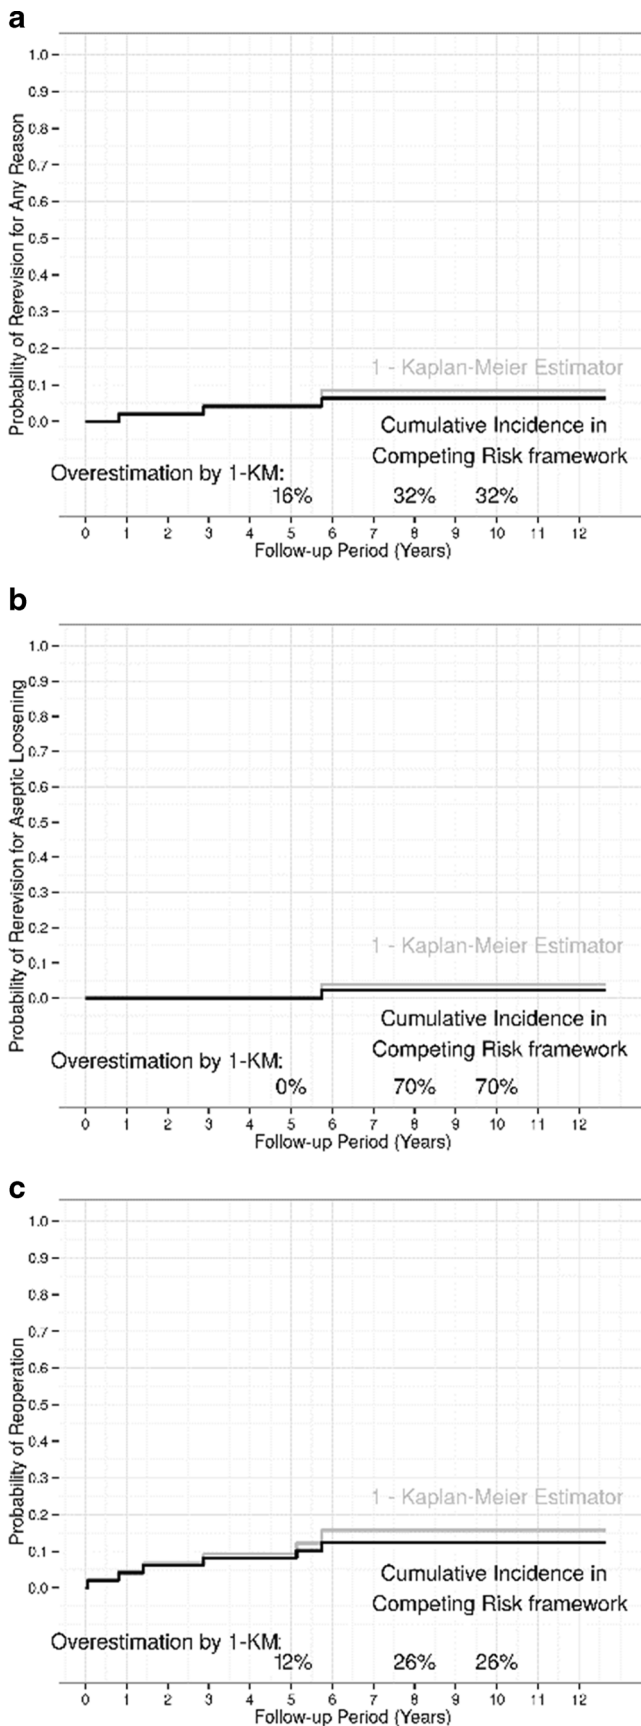 a
Probability of Rerevision for Any Reason
1.0
0.9
0.8
0.7
0.6
0.5
0.4
0.3
0.2
0.1
0.0
1 - Kaplan-Meier Estimator
Cumulative Incidence in
Competing Risk framework
Overestimation by 1-KM:
16% 32% 32%
0 1 2 3 4 5 6 7 8 9 10 11 12
Follow-up Period (Years)
b
Probability of Rerevision for Aseptic Loosening
1.0
0.9
0.8
0.7
0.6
0.5
0.4
0.3
0.2
0.1
0.0
1 - Kaplan-Meier Estimator
Cumulative Incidence in
Competing Risk framework
Overestimation by 1-KM:
0% 70% 70%
0 1 2 3 4 5 6 7 8 9 10 11 12
Follow-up Period (Years)
c
Probability of Reoperation
1.0
0.9
0.8
0.7
0.6
0.5
0.4
0.3
0.2
0.1
0.0
1 - Kaplan-Meier Estimator
Cumulative Incidence in
Competing Risk framework
Overestimation by 1-KM:
12% 26% 26%
0 1 2 3 4 5 6 7 8 9 10 11 12
Follow-up Period (Years)